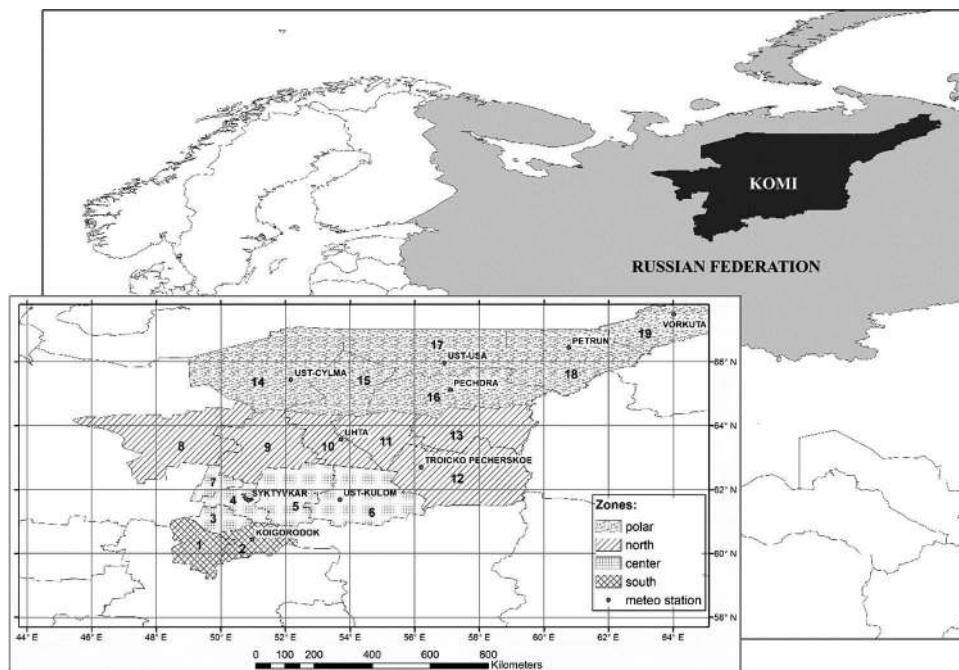 KOMI
RUSSIAN FEDERATION
19
VORKUTA
17
PETRUN
UST-USA
66° N
UST-CYLMA
18
14
15
PECHORA
16
64° N
UHTA
13
8
9
10
11
TROICKO PECHERSKOE
12
7
62° N
SYKTYVKAR
UST-KULOM
4
5
6
3
KOIGORODOK
1
2
60° N
58° N
Zones:
polar
north
center
south
meteo station
44° E 46° E 48° E 50° E 52° E 54° E 56° E 58° E 60° E 62° E 64° E
0 100 200 400 600 800
Kilometers